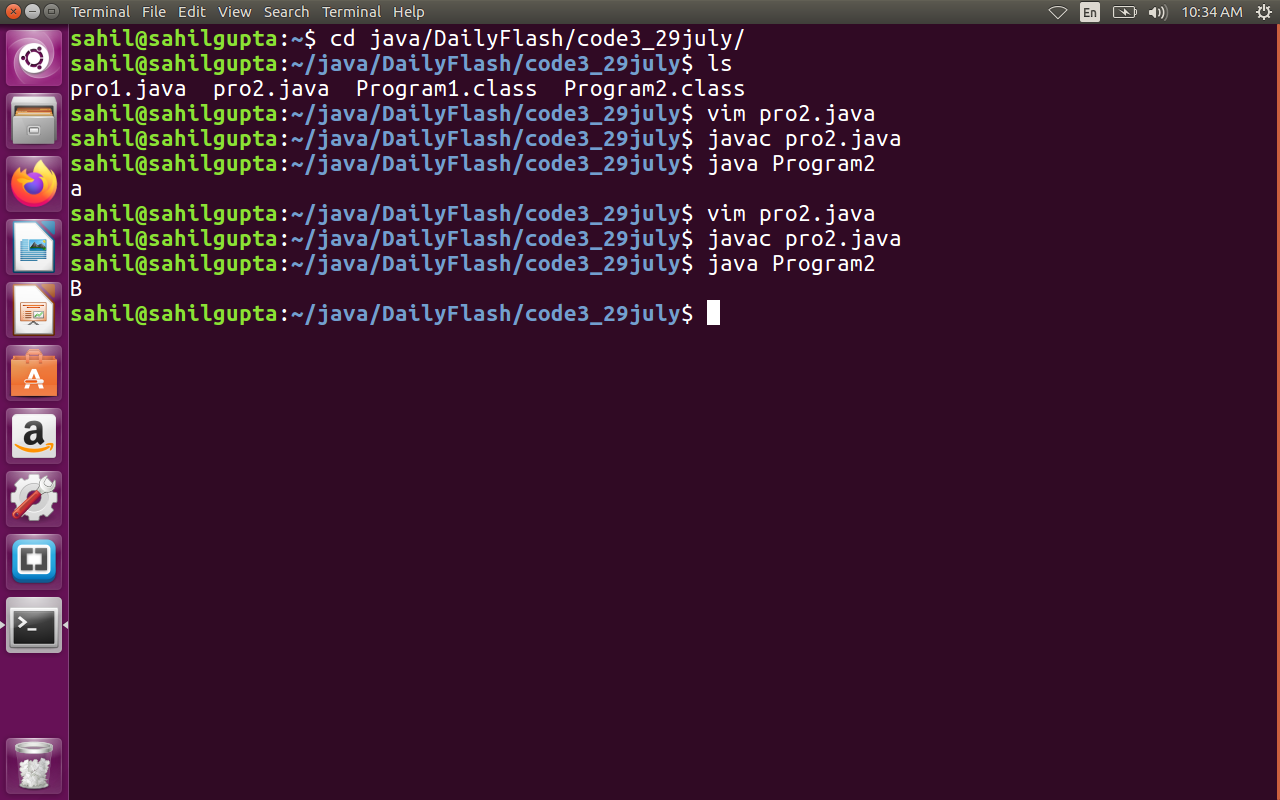 Terminal File Edit View Search Terminal Help En 10:34 AM
sahil@sahilgupta:~$ cd java/DailyFlash/code3_29july/
sahil@sahilgupta:~/java/DailyFlash/code3_29july$ ls
pro1.java  pro2.java  Program1.class  Program2.class
sahil@sahilgupta:~/java/DailyFlash/code3_29july$ vim pro2.java
sahil@sahilgupta:~/java/DailyFlash/code3_29july$ javac pro2.java
sahil@sahilgupta:~/java/DailyFlash/code3_29july$ java Program2
a
sahil@sahilgupta:~/java/DailyFlash/code3_29july$ vim pro2.java
sahil@sahilgupta:~/java/DailyFlash/code3_29july$ javac pro2.java
sahil@sahilgupta:~/java/DailyFlash/code3_29july$ java Program2
B
sahil@sahilgupta:~/java/DailyFlash/code3_29july$